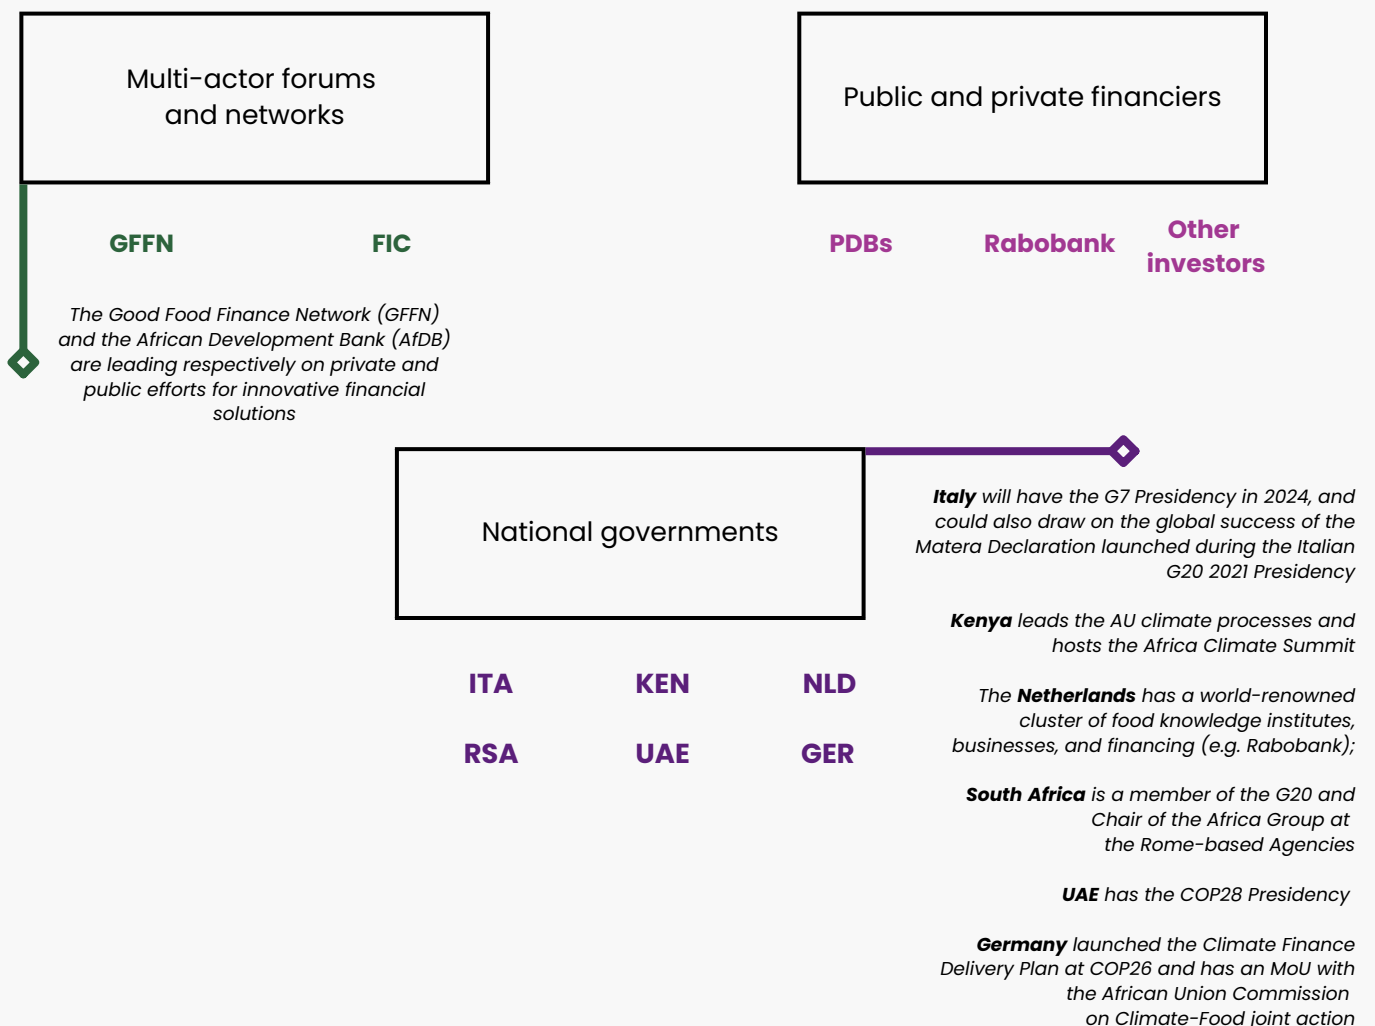 Multi-actor forums
and networks
GFFN
FIC
The Good Food Finance Network (GFFN)
and the African Development Bank (AfDB)
are leading respectively on private and
public efforts for innovative financial
solutions
Public and private financiers
PDBs
Rabobank
Other
investors
National governments
ITA
KEN
NLD
RSA
UAE
GER
Italy will have the G7 Presidency in 2024, and
could also draw on the global success of the
Matera Declaration launched during the Italian
G20 2021 Presidency
Kenya leads the AU climate processes and
hosts the Africa Climate Summit
The Netherlands has a world-renowned
cluster of food knowledge institutes,
businesses, and financing (e.g. Rabobank);
South Africa is a member of the G20 and
Chair of the Africa Group at
the Rome-based Agencies
UAE has the COP28 Presidency
Germany launched the Climate Finance
Delivery Plan at COP26 and has an MoU with
the African Union Commission
on Climate-Food joint action